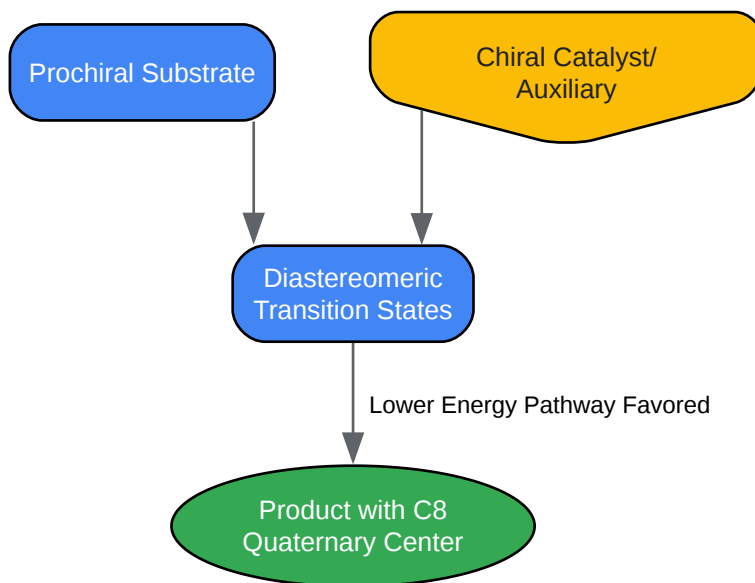 Prochiral Substrate
Chiral Catalyst/
Auxiliary
Diastereomeric
Transition States
Lower Energy Pathway Favored
Product with C8
Quaternary Center